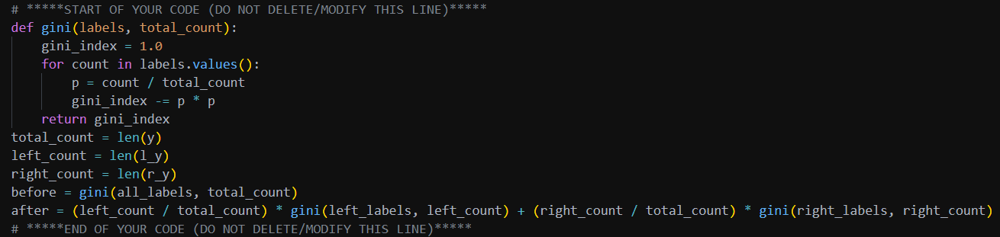 # *****START OF YOUR CODE (DO NOT DELETE/MODIFY THIS LINE)*****
def gini(labels, total_count):
    gini_index = 1.0
    for count in labels.values():
        p = count / total_count
        gini_index -= p * p
    return gini_index
total_count = len(y)
left_count = len(l_y)
right_count = len(r_y)
before = gini(all_labels, total_count)
after = (left_count / total_count) * gini(left_labels, left_count) + (right_count / total_count) * gini(right_labels, right_count)
# *****END OF YOUR CODE (DO NOT DELETE/MODIFY THIS LINE)*****